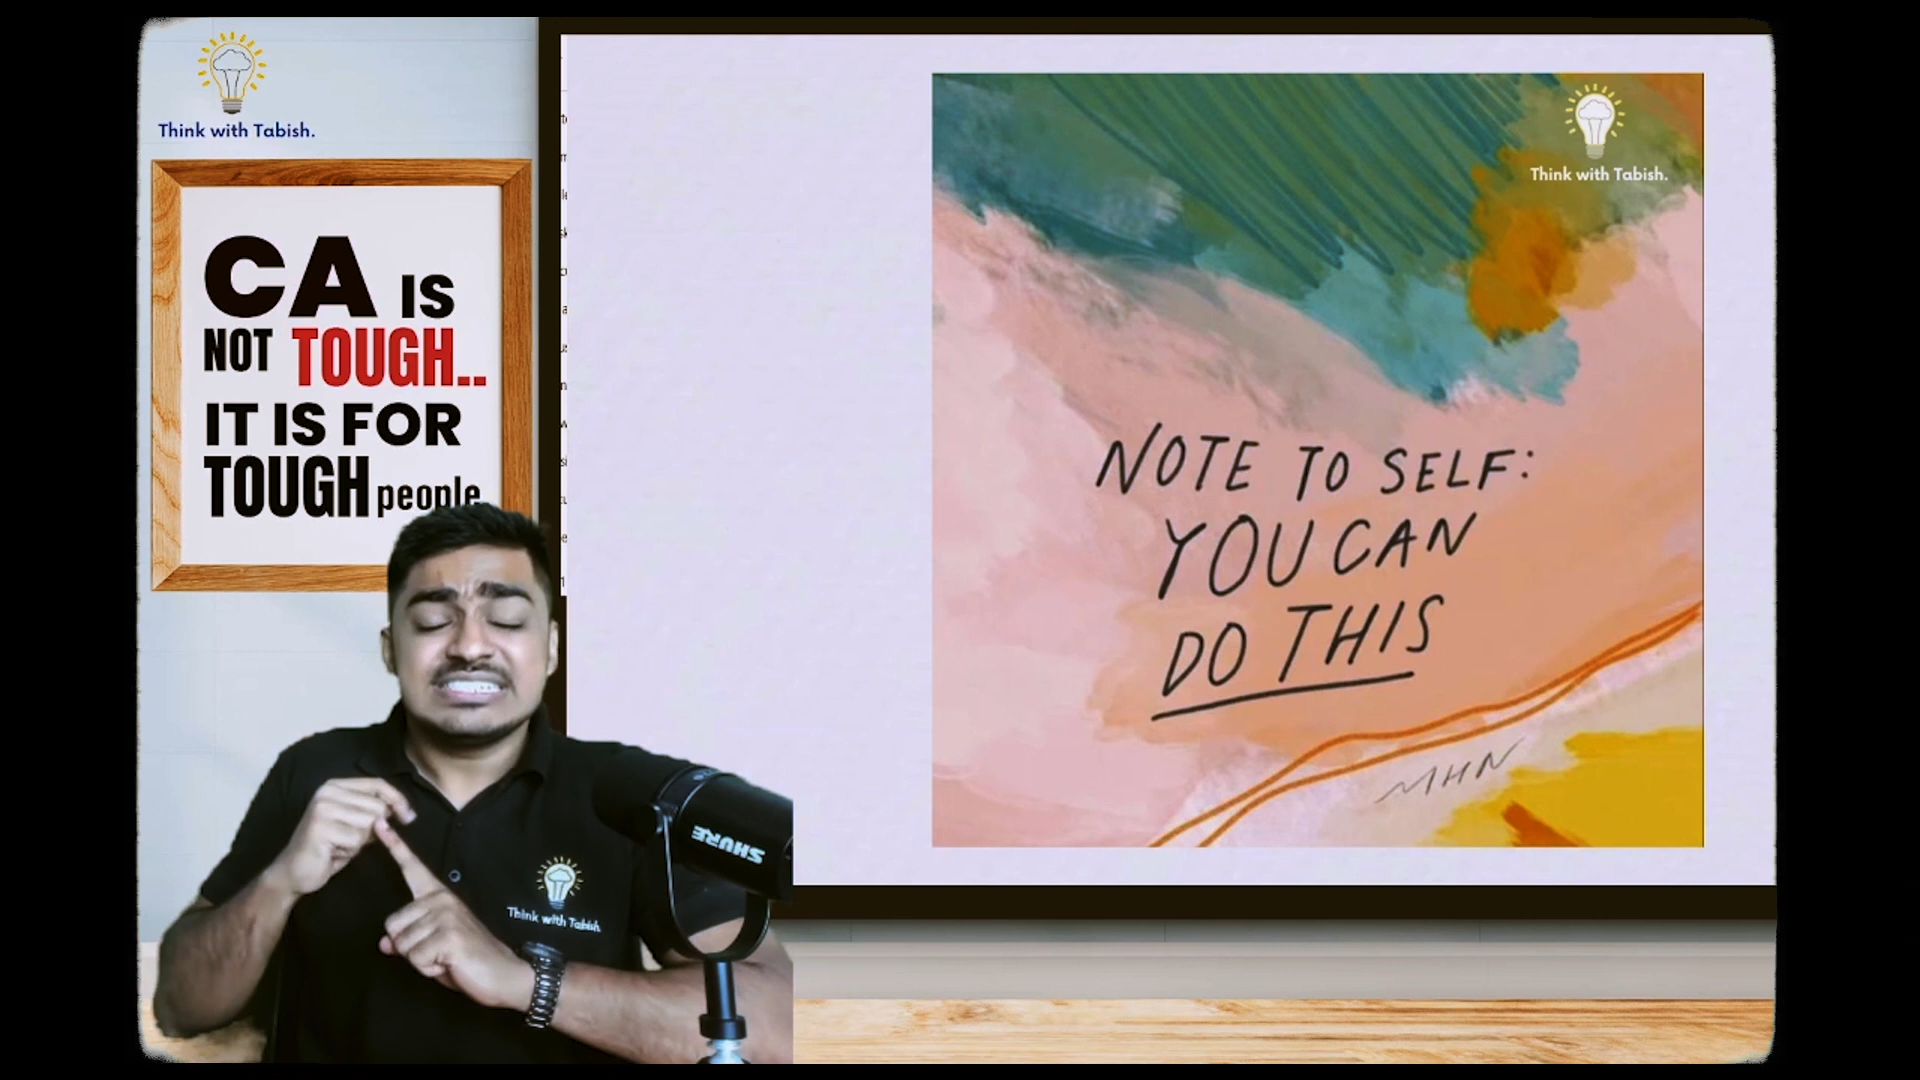 Think with Tabish.
CA IS
NOT TOUGH..
IT IS FOR
TOUGH people
Think with Tabish.
NOTE TO SELF:
YOU CAN
DO THIS
MHN
SHURE
Think with Tabish.